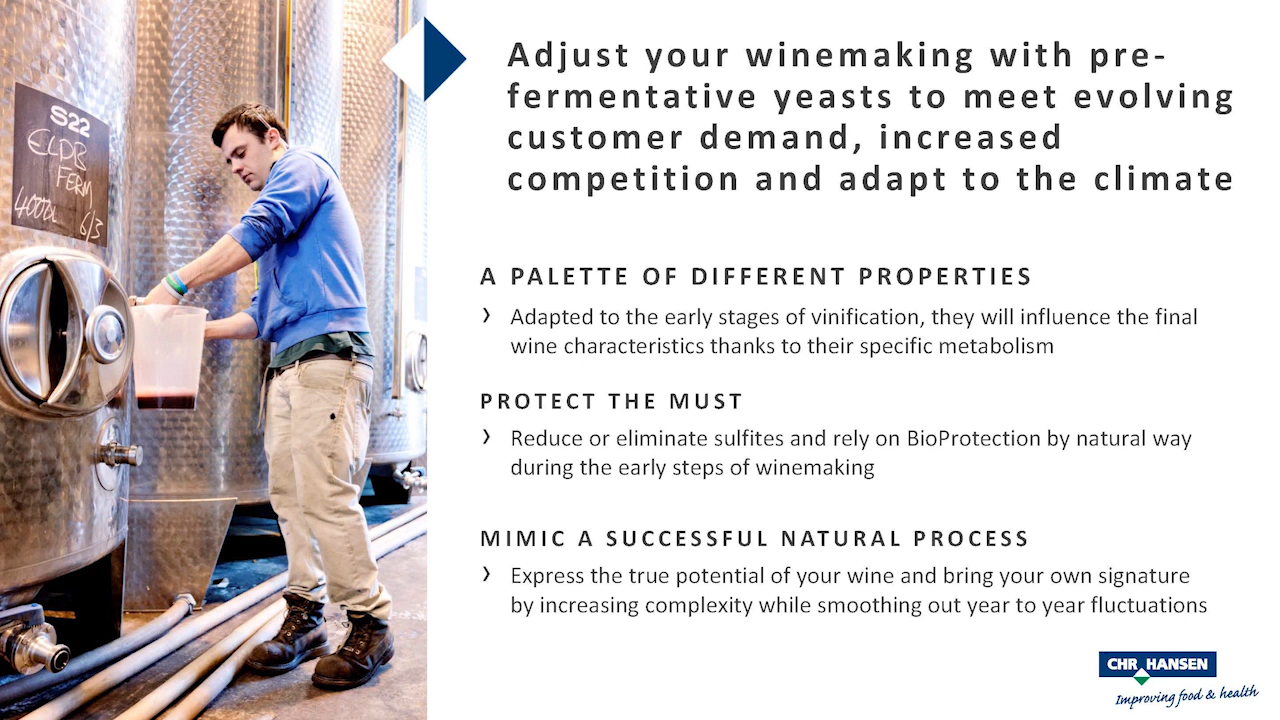 S22
ELDB
FERM
4000L 6/3
Adjust your winemaking with pre-
fermentative yeasts to meet evolving
customer demand, increased
competition and adapt to the climate
A PALETTE OF DIFFERENT PROPERTIES
› Adapted to the early stages of vinification, they will influence the final
wine characteristics thanks to their specific metabolism
PROTECT THE MUST
› Reduce or eliminate sulfites and rely on BioProtection by natural way
during the early steps of winemaking
MIMIC A SUCCESSFUL NATURAL PROCESS
› Express the true potential of your wine and bring your own signature
by increasing complexity while smoothing out year to year fluctuations
CHR HANSEN
Improving food & health